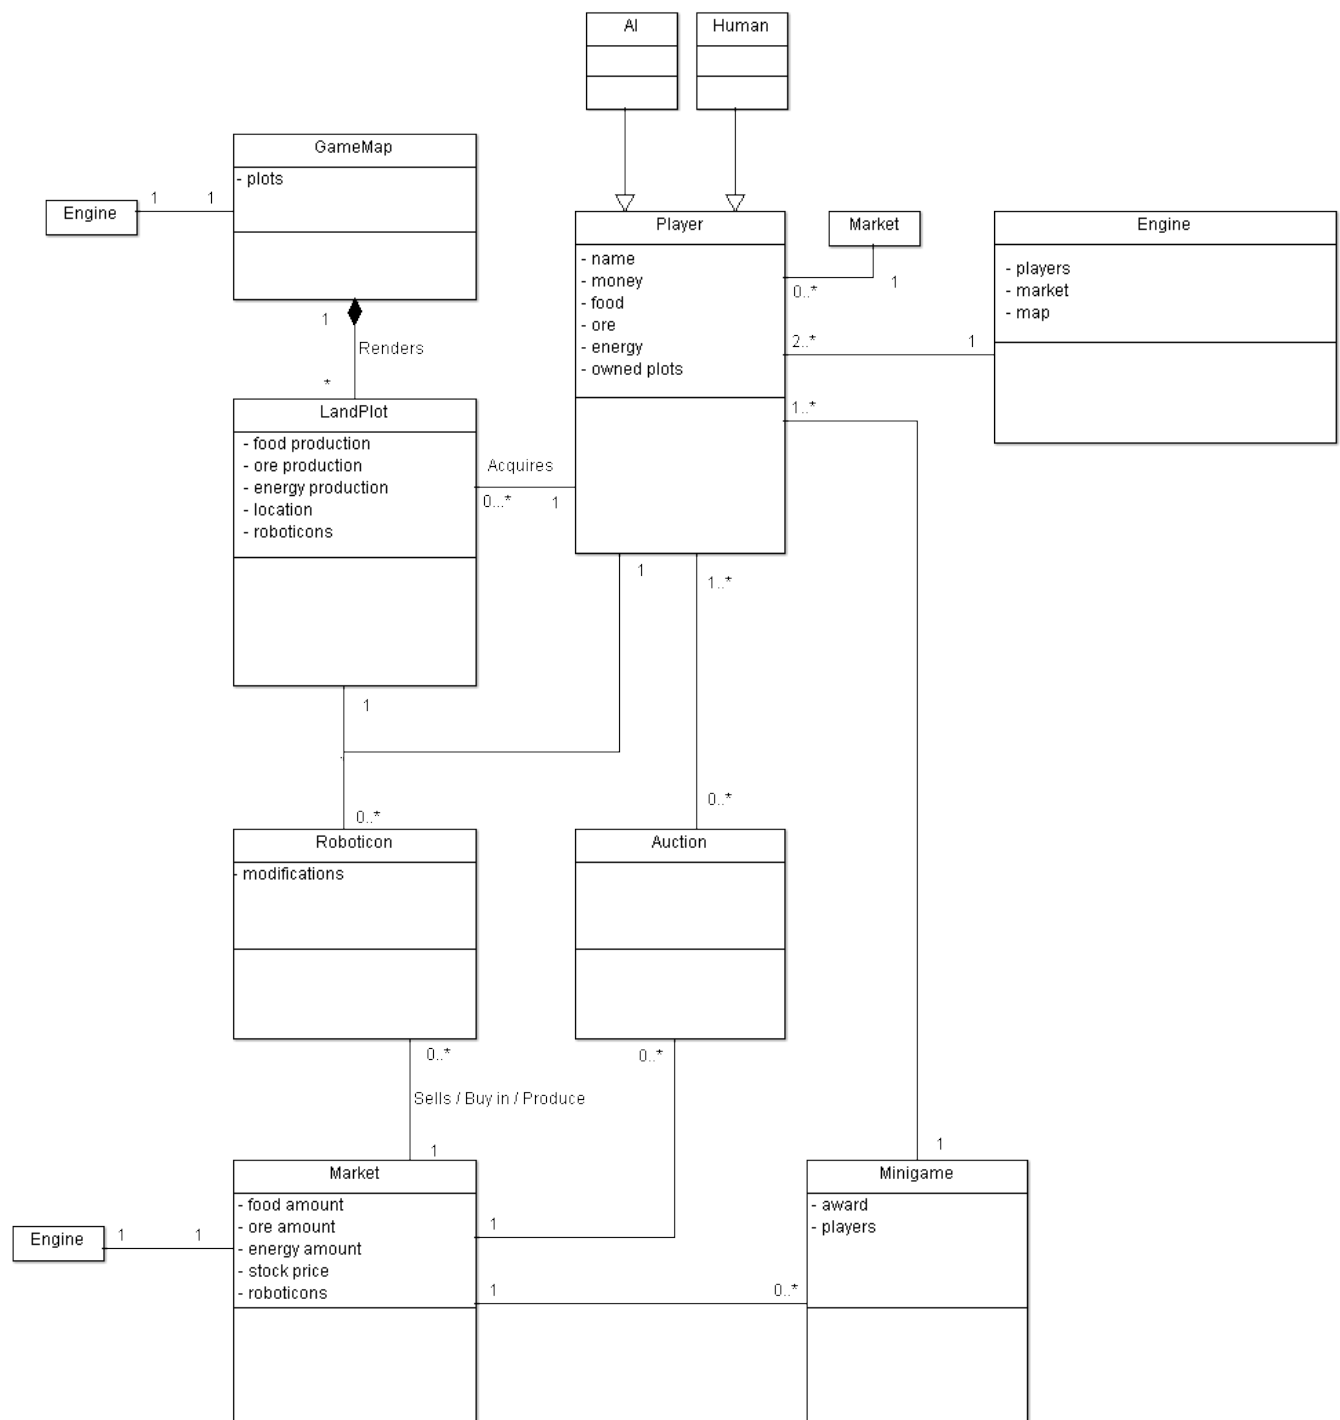 AI
Human
GameMap
- plots
Engine
1
1
Player
- name
- money
- food
- ore
- energy
- owned plots
Market
0..*
1
Engine
- players
- market
- map
2..*
1
1..*
1
Renders
*
LandPlot
- food production
- ore production
- energy production
- location
- roboticons
Acquires
0...*
1
1
1..*
1
0..*
0..*
Roboticon
- modifications
Auction
0..*
0..*
Sells / Buy in / Produce
1
1
Market
- food amount
- ore amount
- energy amount
- stock price
- roboticons
Minigame
- award
- players
Engine
1
1
1
1
0..*